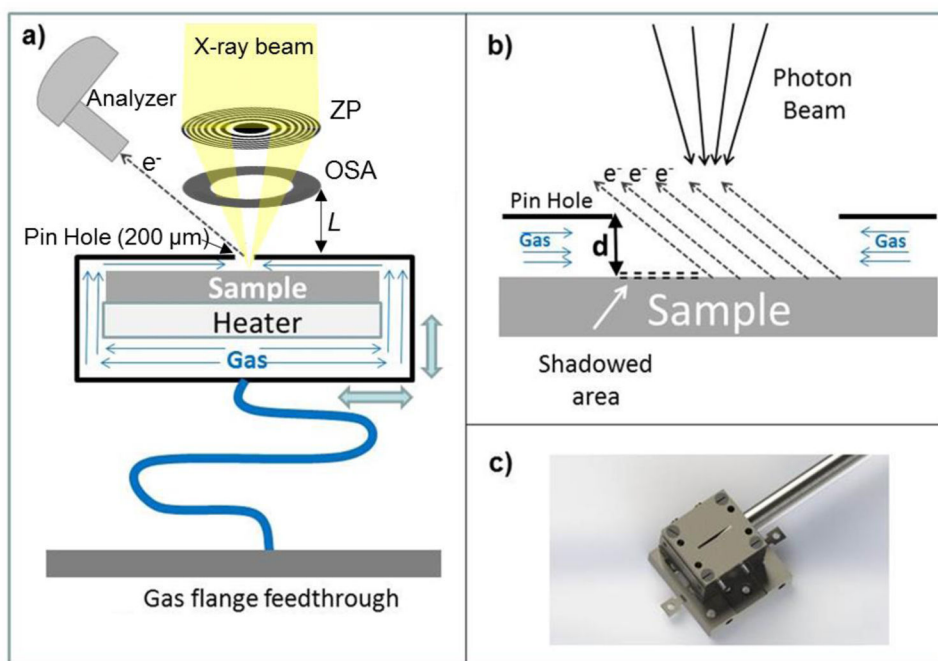 a)
X-ray beam
Analyzer
ZP
e-
OSA
L
Pin Hole (200 µm)
Sample
Heater
Gas
Gas flange feedthrough
b)
Photon
Beam
e- e- e-
Pin Hole
Gas
d
Gas
Sample
Shadowed
area
c)